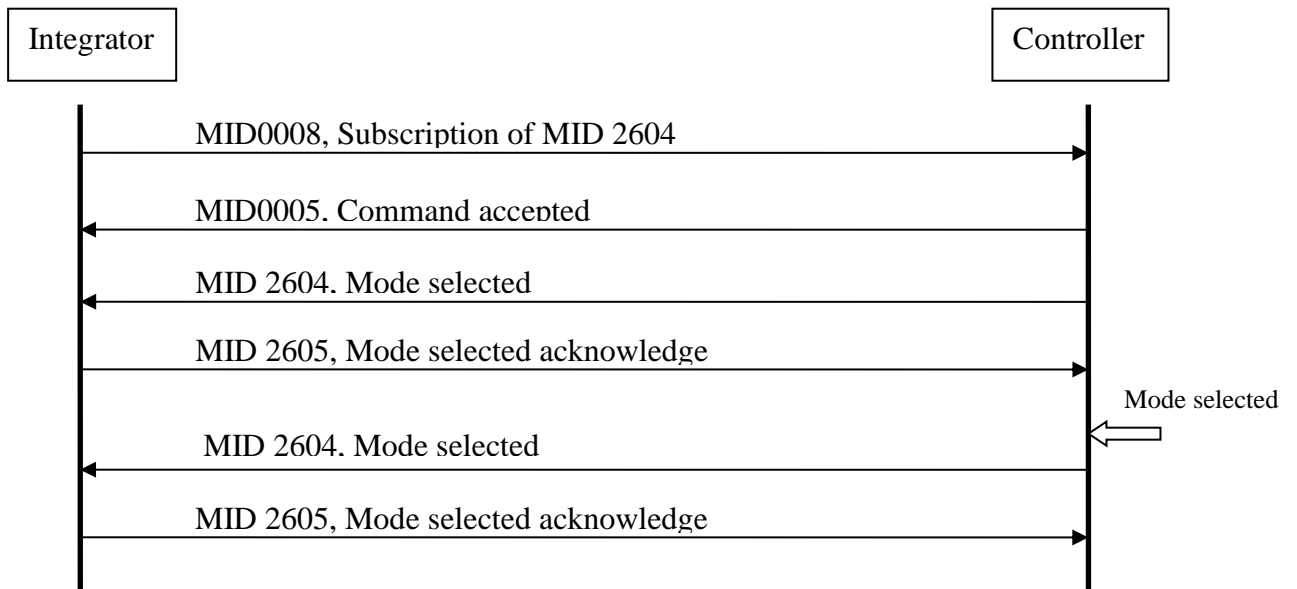 Integrator
Controller
MID0008, Subscription of MID 2604
MID0005, Command accepted
MID 2604, Mode selected
MID 2605, Mode selected acknowledge
Mode selected
MID 2604, Mode selected
MID 2605, Mode selected acknowledge